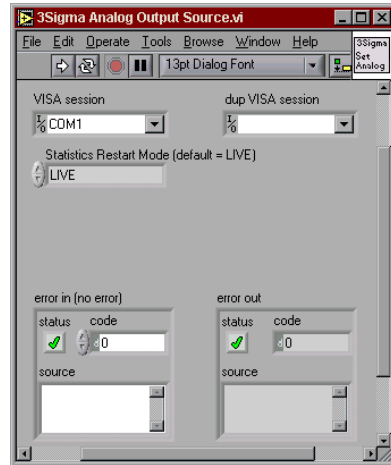 3Sigma Analog Output Source.vi
File Edit Operate Tools Browse Window Help
13pt Dialog Font
3Sigma
Set
Analog
VISA session
dup VISA session
I/O COM1
I/O
Statistics Restart Mode (default = LIVE)
LIVE
error in (no error)
error out
status code
status code
d 0
d 0
source
source